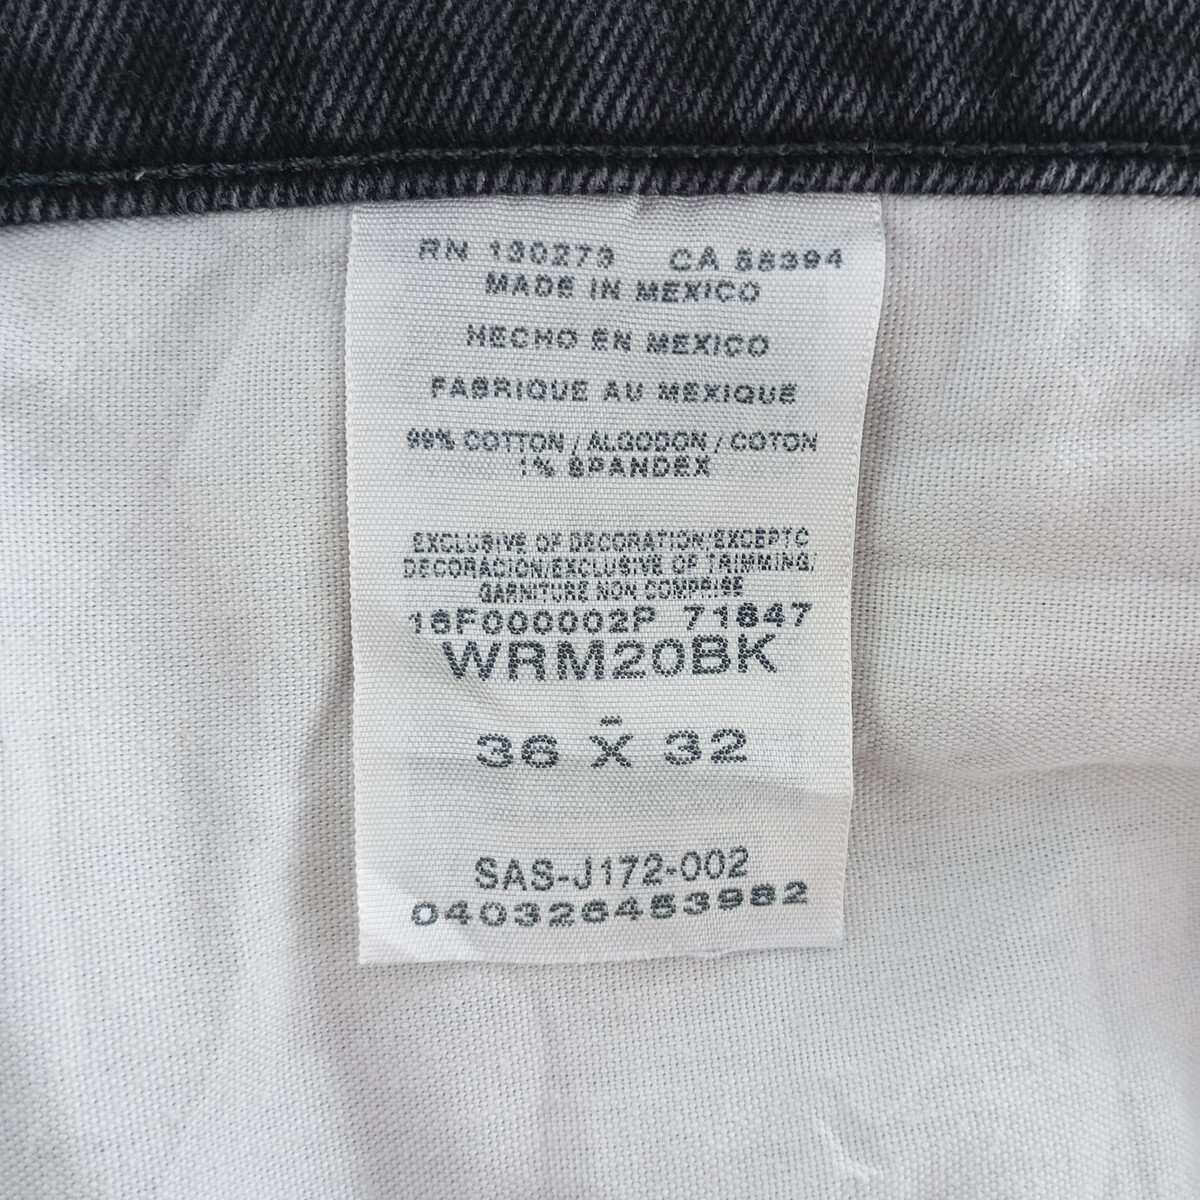 RN 130273 CA 58394
MADE IN MEXICO
HECHO EN MEXICO
FABRIQUE AU MEXIQUE
99% COTTON / ALGODON / COTON
1% SPANDEX
EXCLUSIVE OF DECORATION/EXCEPTO
DECORACION/EXCLUSIVE OF TRIMMING/
GARNITURE NON COMPRISE
16F000002P 71847
WRM20BK
-
36 X 32
SAS-J172-002
040326453982